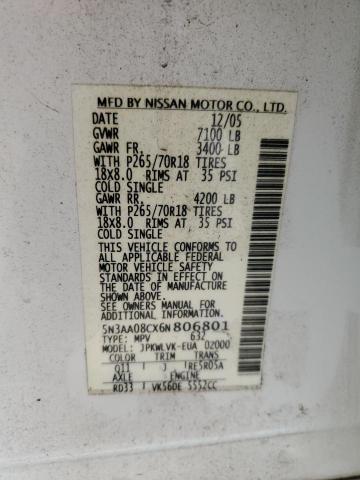 MFD BY NISSAN MOTOR CO., LTD.
DATE 12/05
GVWR 7100 LB
GAWR FR. 3400 LB
WITH P265/70R18 TIRES
18x8.0 RIMS AT 35 PSI
COLD SINGLE
GAWR RR. 4200 LB
WITH P265/70R18 TIRES
18x8.0 RIMS AT 35 PSI
COLD SINGLE
THIS VEHICLE CONFORMS TO
ALL APPLICABLE FEDERAL
MOTOR VEHICLE SAFETY
STANDARDS IN EFFECT ON
THE DATE OF MANUFACTURE
SHOWN ABOVE.
SEE OWNERS MANUAL FOR
ADDITIONAL INFORMATION
5N3AA08CX6N806801
TYPE: MPV 632
MODEL: JPKWLVK-EUA 02000
COLOR TRIM TRANS
Q11 J RE5R05A
AXLE ENGINE
RD33 VK56DE 5552CC